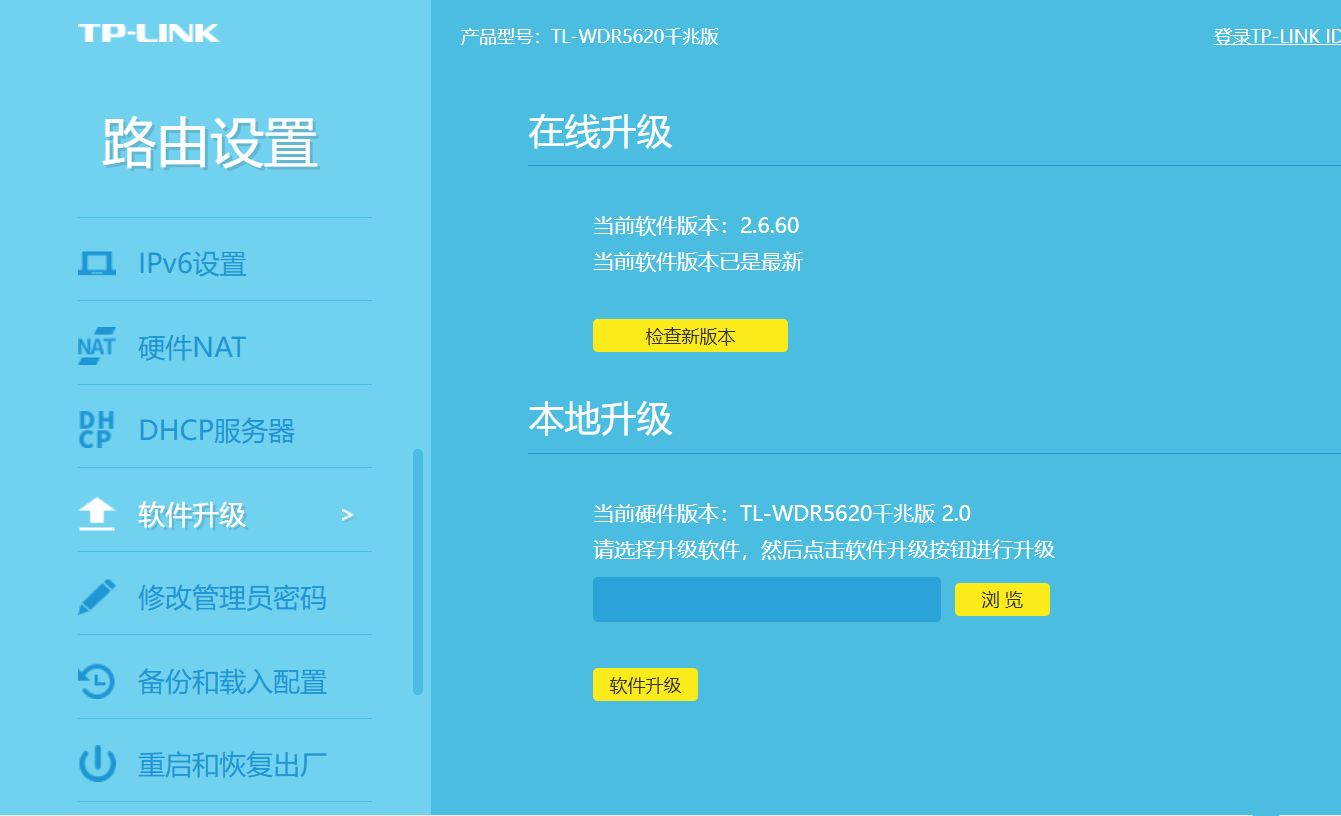 TP-LINK
产品型号：TL-WDR5620千兆版
登录TP-LINK ID
路由设置
IPv6设置
NAT
硬件NAT
DH
CP
DHCP服务器
软件升级
>
修改管理员密码
备份和载入配置
重启和恢复出厂
在线升级
当前软件版本：2.6.60
当前软件版本已是最新
检查新版本
本地升级
当前硬件版本：TL-WDR5620千兆版 2.0
请选择升级软件，然后点击软件升级按钮进行升级
浏 览
软件升级